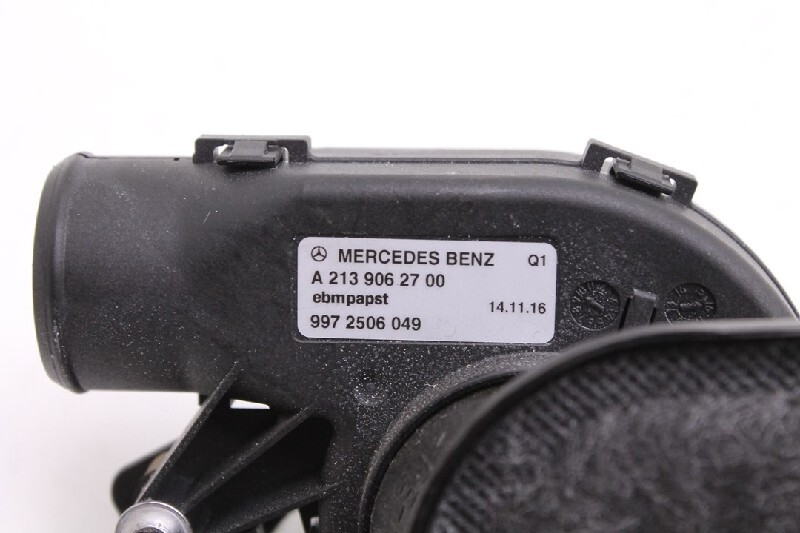 MERCEDES BENZ Q1
A 213 906 27 00
ebmpapst 14.11.16
997 2506 049